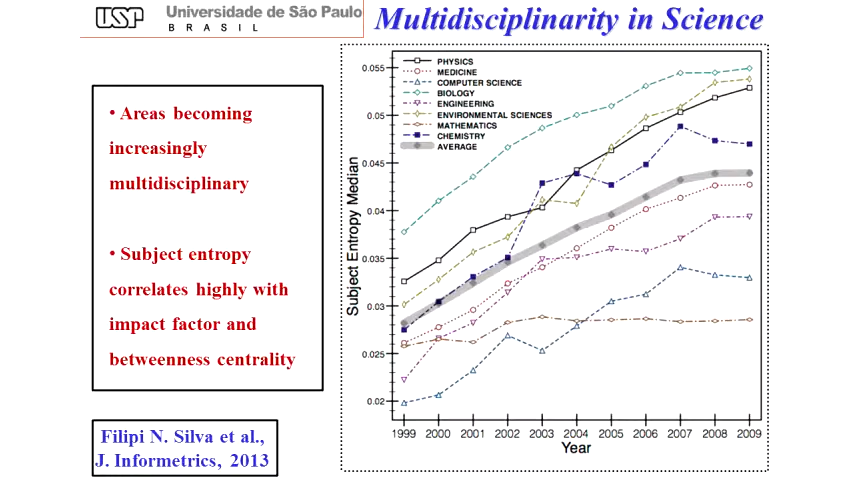 USP Universidade de São Paulo
BRASIL
Multidisciplinarity in Science
• Areas becoming
increasingly
multidisciplinary
• Subject entropy
correlates highly with
impact factor and
betweenness centrality
Filipi N. Silva et al.,
J. Informetrics, 2013
PHYSICS
MEDICINE
COMPUTER SCIENCE
BIOLOGY
ENGINEERING
ENVIRONMENTAL SCIENCES
MATHEMATICS
CHEMISTRY
AVERAGE
Subject Entropy Median
0.055
0.05
0.045
0.04
0.035
0.03
0.025
0.02
1999 2000 2001 2002 2003 2004 2005 2006 2007 2008 2009
Year